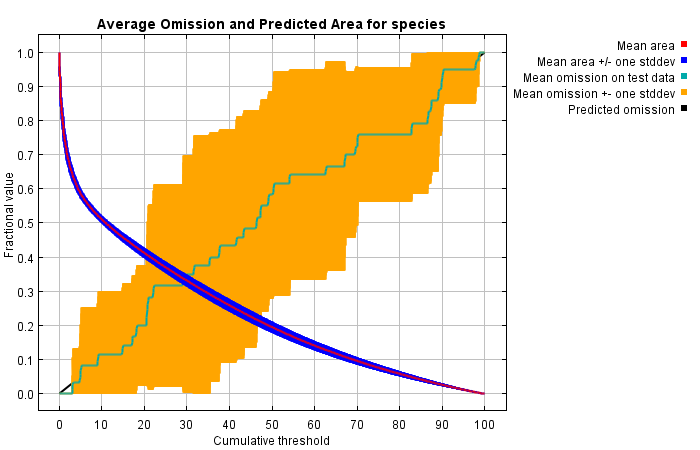 Average Omission and Predicted Area for species
Mean area
Mean area +/- one stddev
Mean omission on test data
Mean omission +- one stddev
Predicted omission
Fractional value
1.0
0.9
0.8
0.7
0.6
0.5
0.4
0.3
0.2
0.1
0.0
0 10 20 30 40 50 60 70 80 90 100
Cumulative threshold